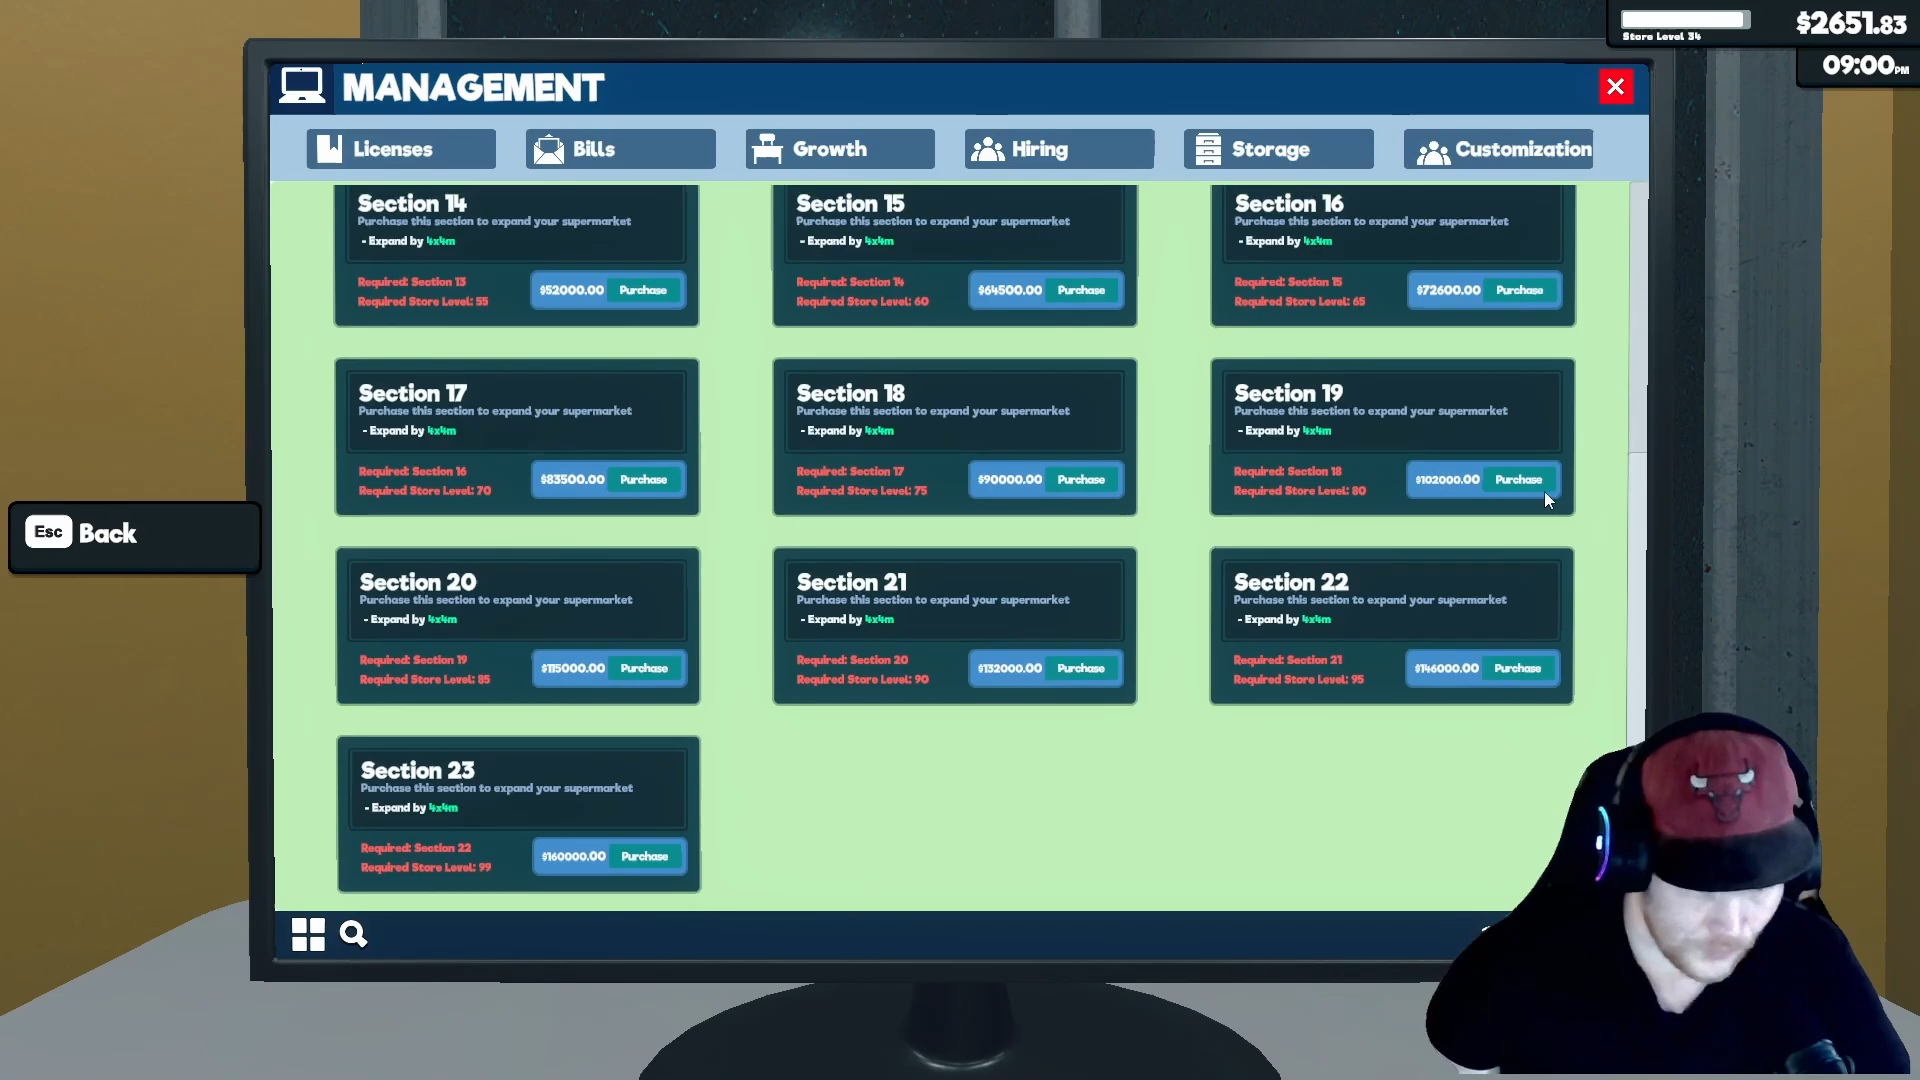 $2651.83
Store Level 34
09:00PM
MANAGEMENT
Licenses
Bills
Growth
Hiring
Storage
Customization
Section 14
Purchase this section to expand your supermarket
- Expand by 4x4m
Required: Section 13
Required Store Level: 55
$52000.00 Purchase
Section 15
Purchase this section to expand your supermarket
- Expand by 4x4m
Required: Section 14
Required Store Level: 60
$64500.00 Purchase
Section 16
Purchase this section to expand your supermarket
- Expand by 4x4m
Required: Section 15
Required Store Level: 65
$72600.00 Purchase
Section 17
Purchase this section to expand your supermarket
- Expand by 4x4m
Required: Section 16
Required Store Level: 70
$83500.00 Purchase
Section 18
Purchase this section to expand your supermarket
- Expand by 4x4m
Required: Section 17
Required Store Level: 75
$90000.00 Purchase
Section 19
Purchase this section to expand your supermarket
- Expand by 4x4m
Required: Section 18
Required Store Level: 80
$102000.00 Purchase
Esc Back
Section 20
Purchase this section to expand your supermarket
- Expand by 4x4m
Required: Section 19
Required Store Level: 85
$115000.00 Purchase
Section 21
Purchase this section to expand your supermarket
- Expand by 4x4m
Required: Section 20
Required Store Level: 90
$132000.00 Purchase
Section 22
Purchase this section to expand your supermarket
- Expand by 4x4m
Required: Section 21
Required Store Level: 95
$146000.00 Purchase
Section 23
Purchase this section to expand your supermarket
- Expand by 4x4m
Required: Section 22
Required Store Level: 99
$160000.00 Purchase